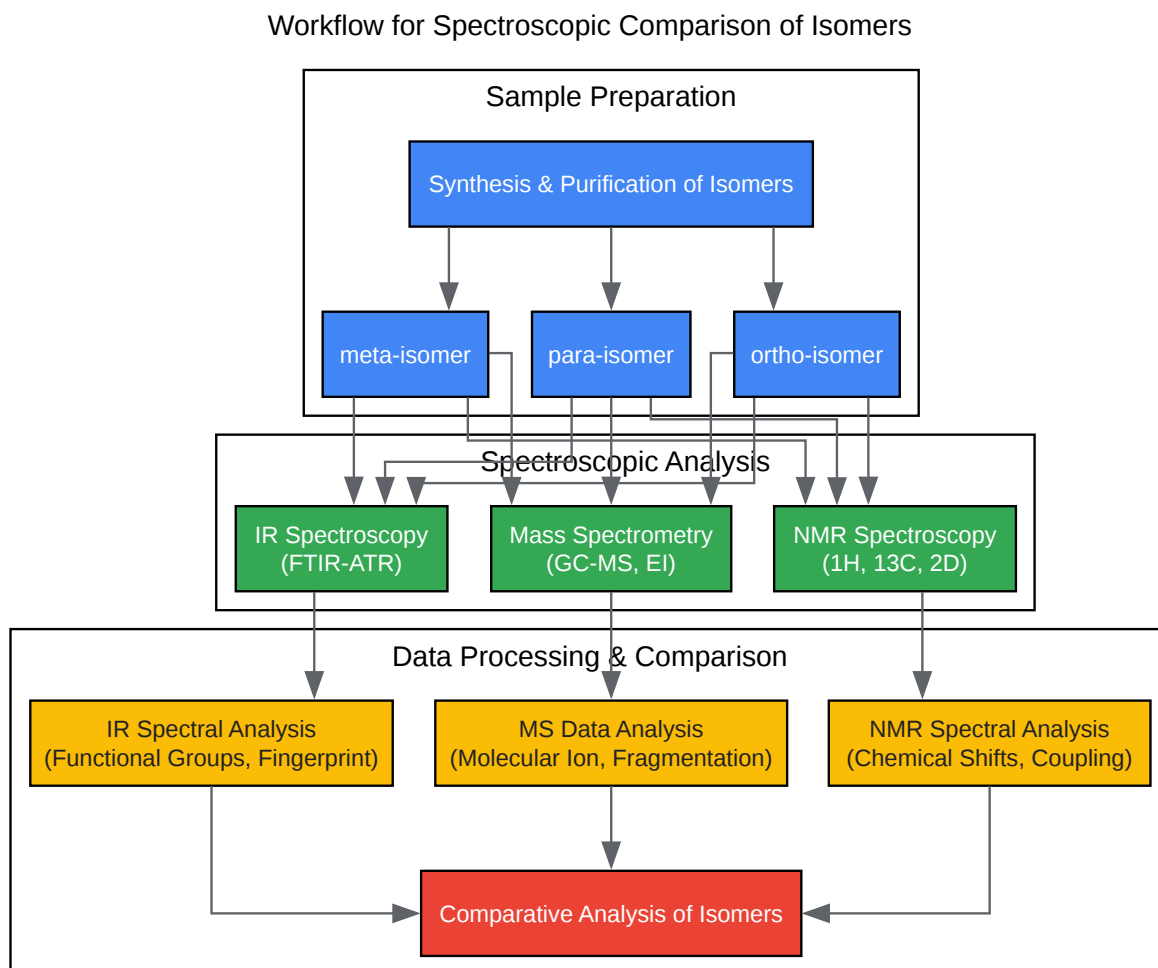 Workflow for Spectroscopic Comparison of Isomers
Sample Preparation
Synthesis & Purification of Isomers
meta-isomer
para-isomer
ortho-isomer
Spectroscopic Analysis
IR Spectroscopy
(FTIR-ATR)
Mass Spectrometry
(GC-MS, EI)
NMR Spectroscopy
(1H, 13C, 2D)
Data Processing & Comparison
IR Spectral Analysis
(Functional Groups, Fingerprint)
MS Data Analysis
(Molecular Ion, Fragmentation)
NMR Spectral Analysis
(Chemical Shifts, Coupling)
Comparative Analysis of Isomers